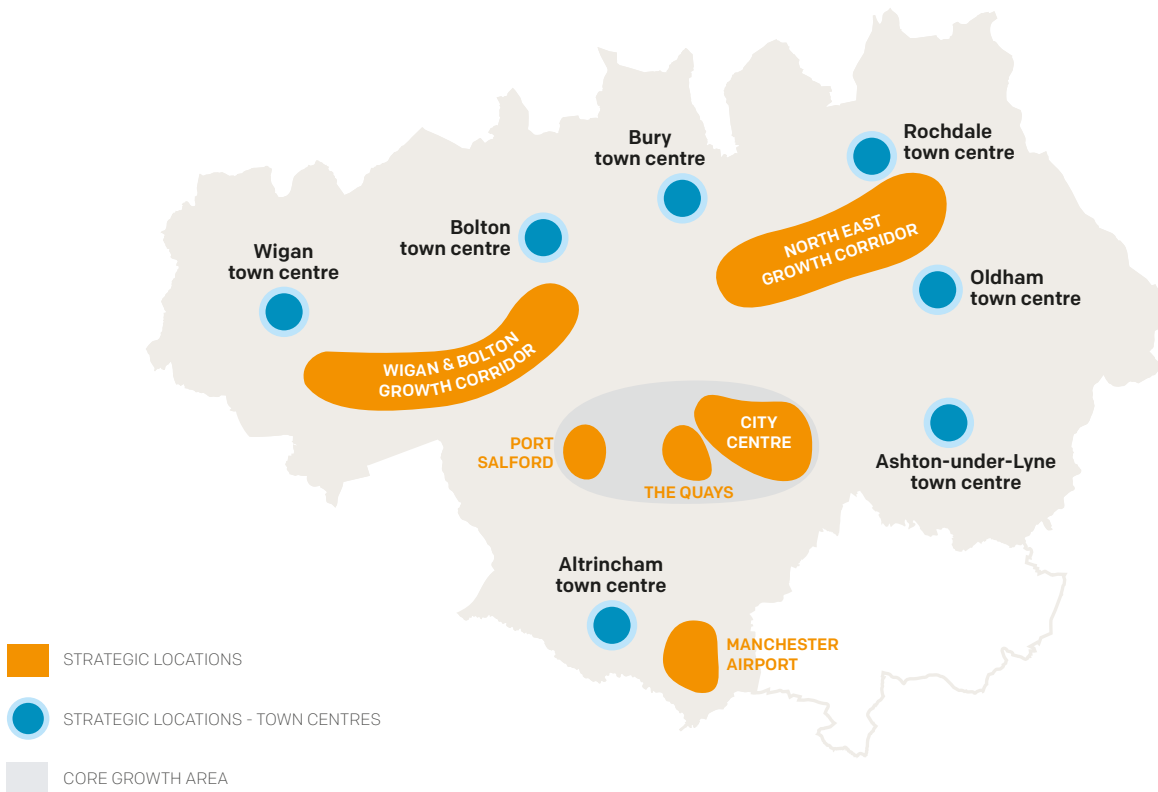 Rochdale
town centre
Bury
town centre
Bolton
town centre
Wigan
town centre
NORTH EAST
GROWTH CORRIDOR
Oldham
town centre
WIGAN & BOLTON
GROWTH CORRIDOR
CITY
CENTRE
PORT
SALFORD
THE QUAYS
Ashton-under-Lyne
town centre
Altrincham
town centre
MANCHESTER
AIRPORT
STRATEGIC LOCATIONS
STRATEGIC LOCATIONS - TOWN CENTRES
CORE GROWTH AREA